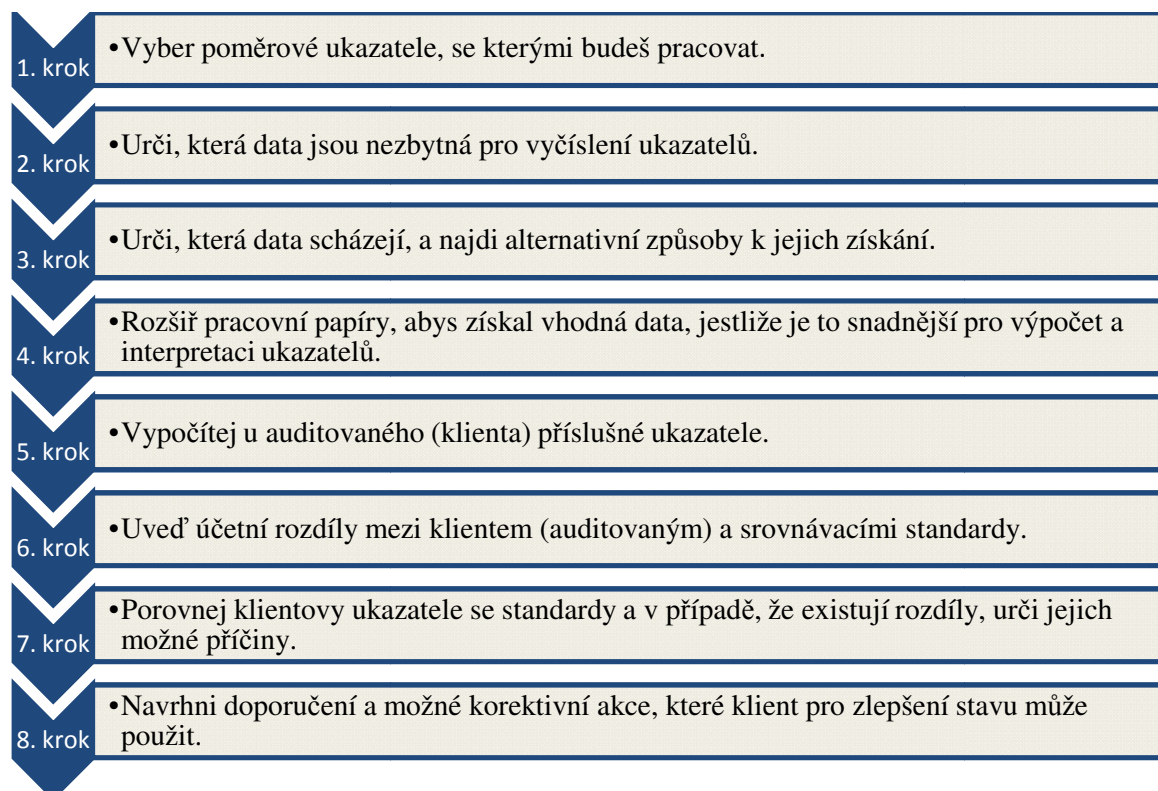 1. krok
•Vyber poměrové ukazatele, se kterými budeš pracovat.
2. krok
•Urči, která data jsou nezbytná pro vyčíslení ukazatelů.
3. krok
•Urči, která data scházejí, a najdi alternativní způsoby k jejich získání.
4. krok
•Rozšiř pracovní papíry, abys získal vhodná data, jestliže je to snadnější pro výpočet a
interpretaci ukazatelů.
5. krok
•Vypočítej u auditovaného (klienta) příslušné ukazatele.
6. krok
•Uveď účetní rozdíly mezi klientem (auditovaným) a srovnávacími standardy.
7. krok
•Porovnej klientovy ukazatele se standardy a v případě, že existují rozdíly, urči jejich
možné příčiny.
8. krok
•Navrhni doporučení a možné korektivní akce, které klient pro zlepšení stavu může
použit.